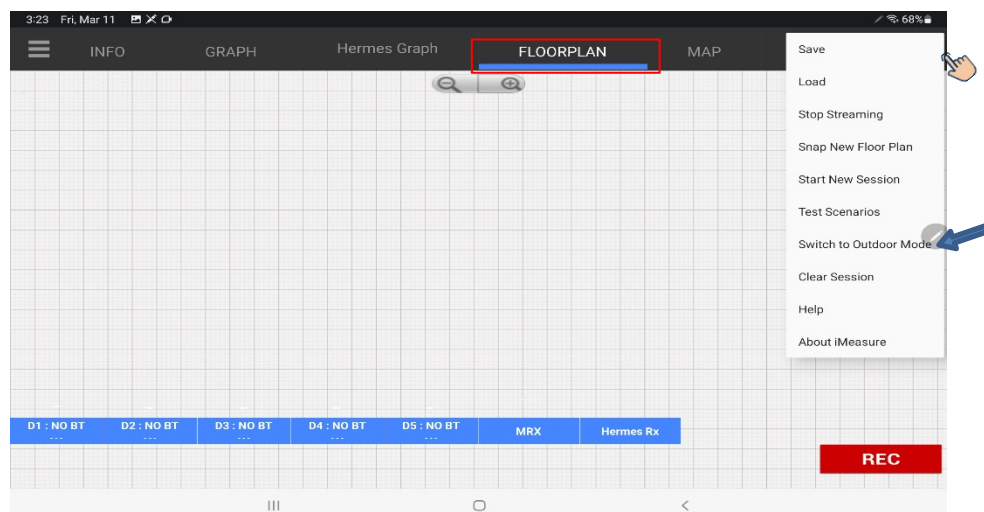 3:23 Fri, Mar 11 68%
INFO GRAPH Hermes Graph FLOORPLAN MAP
Save
Load
Stop Streaming
Snap New Floor Plan
Start New Session
Test Scenarios
Switch to Outdoor Mode
Clear Session
Help
About iMeasure
D1 : NO BT D2 : NO BT D3 : NO BT D4 : NO BT D5 : NO BT MRX Hermes Rx
--- --- --- --- ---
REC